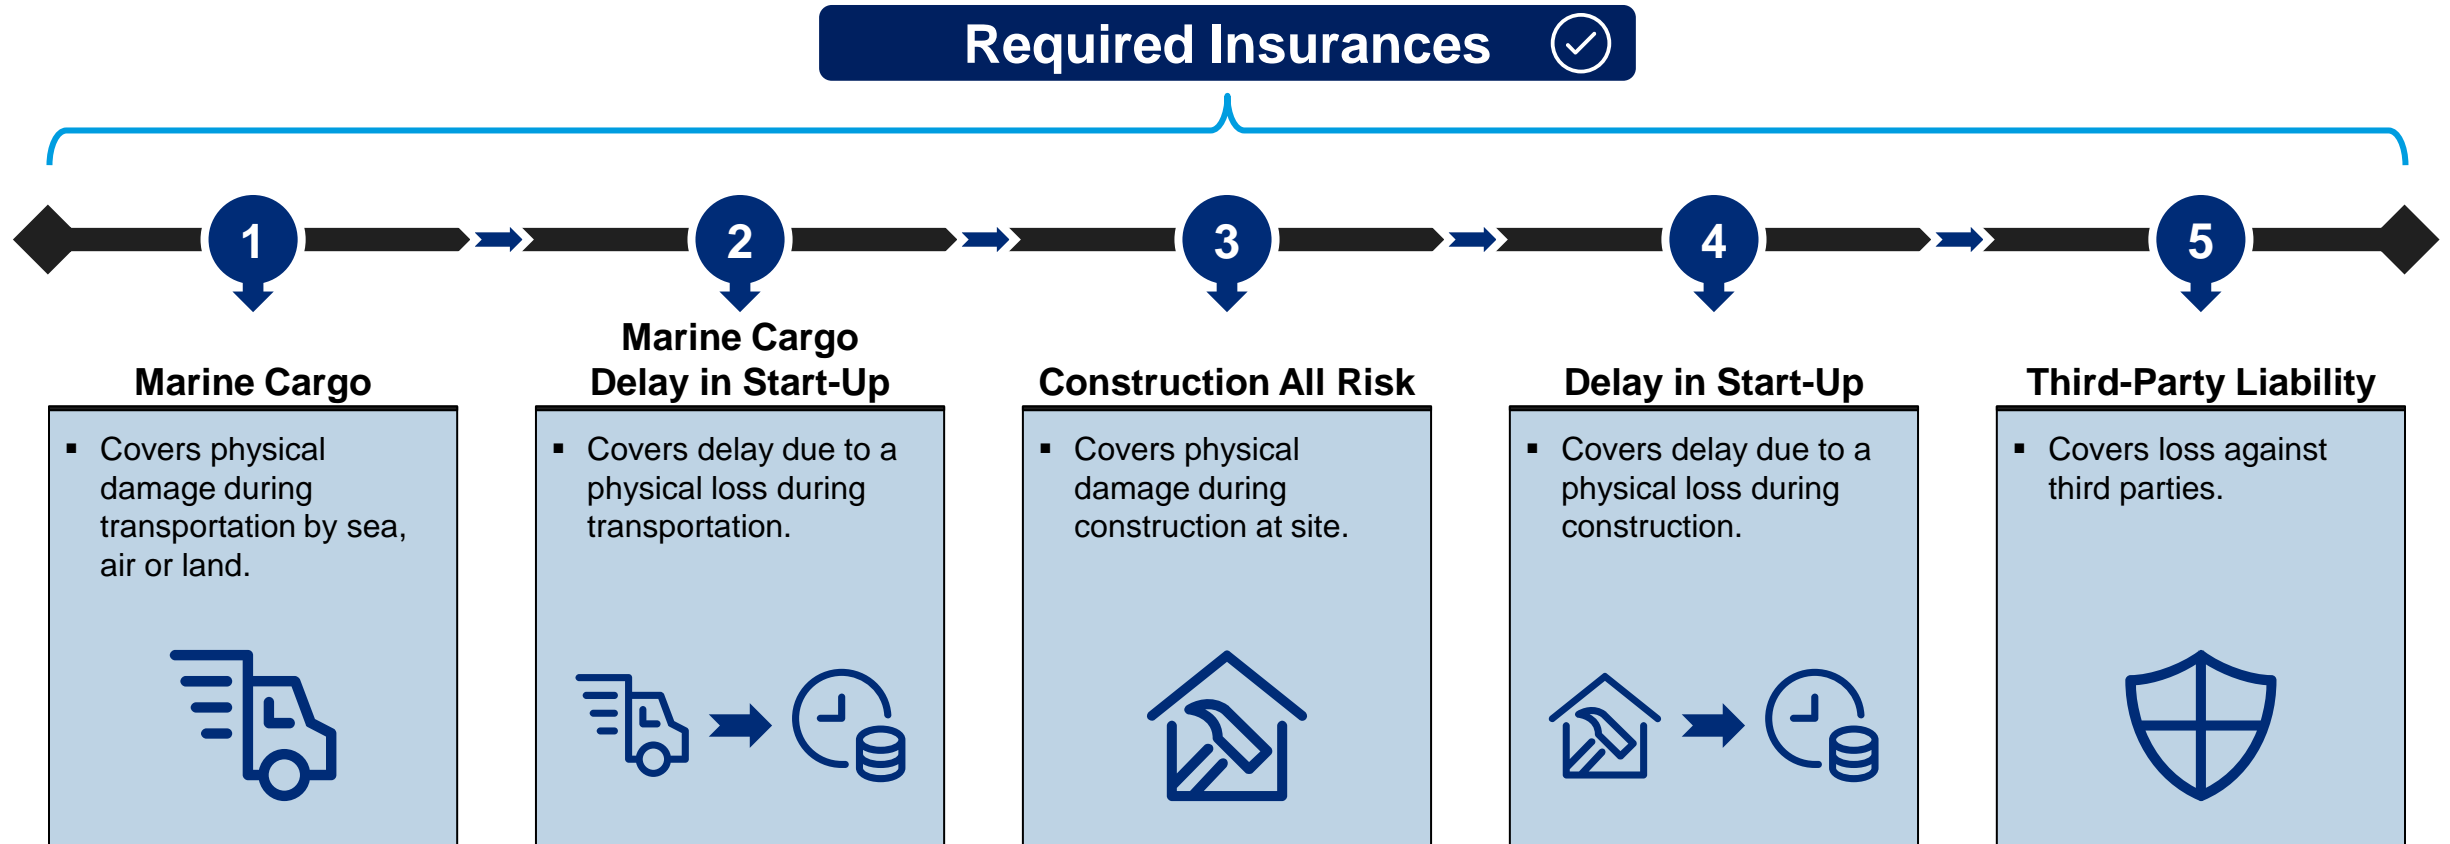 Required Insurances
1
2
3
4
5
Marine Cargo
▪ Covers physical
damage during
transportation by sea,
air or land.
Marine Cargo
Delay in Start-Up
▪ Covers delay due to a
physical loss during
transportation.
Construction All Risk
▪ Covers physical
damage during
construction at site.
Delay in Start-Up
▪ Covers delay due to a
physical loss during
construction.
Third-Party Liability
▪ Covers loss against
third parties.